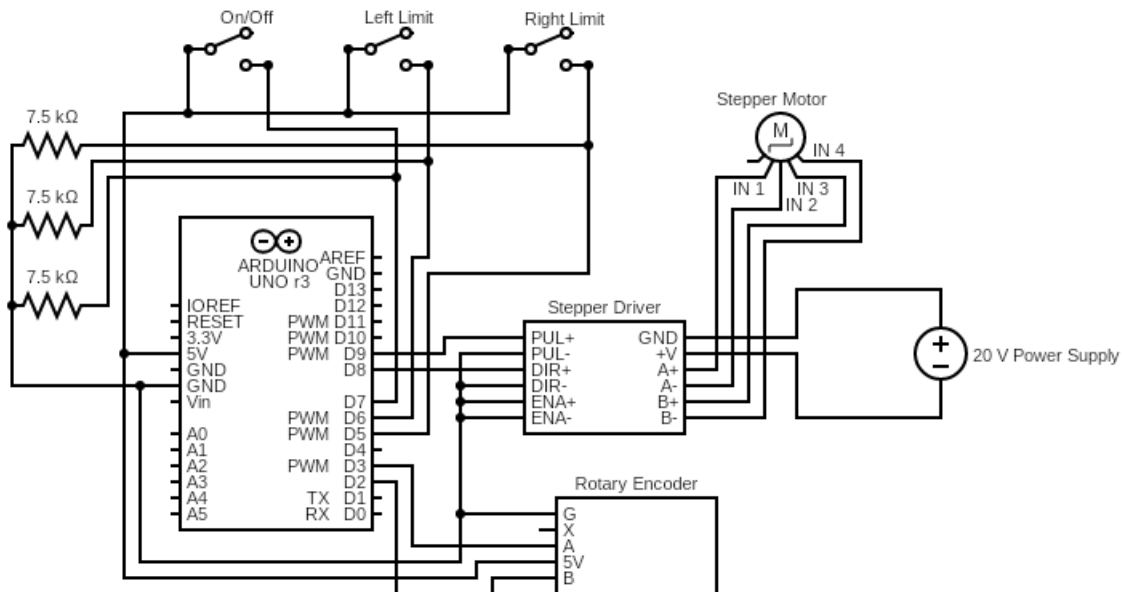 On/Off
Left Limit
Right Limit
7.5 kΩ
7.5 kΩ
7.5 kΩ
Stepper Motor
M
IN 4
IN 1
IN 3
IN 2
ARDUINO
UNO r3
IOREF
RESET
3.3V
5V
GND
GND
Vin
A0
A1
A2
A3
A4
A5
AREF
GND
D13
D12
PWM D11
PWM D10
PWM D9
D8
D7
PWM D6
PWM D5
D4
PWM D3
D2
TX D1
RX D0
Stepper Driver
PUL+
PUL-
DIR+
DIR-
ENA+
ENA-
GND
+V
A+
A-
B+
B-
20 V Power Supply
Rotary Encoder
G
X
A
5V
B